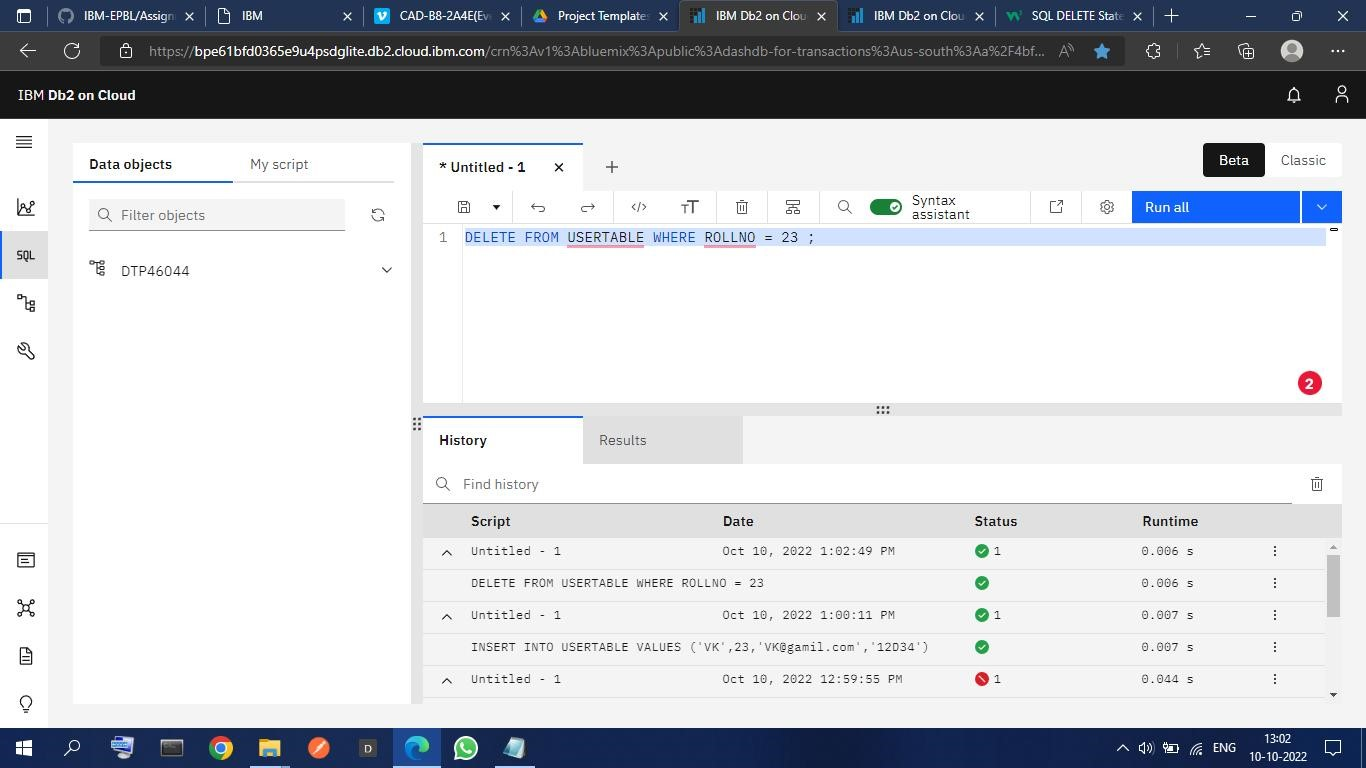 IBM-EPBL/Assign
IBM
CAD-B8-2A4E(Ev
Project Templates
IBM Db2 on Clou
IBM Db2 on Clou
SQL DELETE State
https://bpe61bfd0365e9u4psdglite.db2.cloud.ibm.com/crn%3Av1%3Abluemix%3Apublic%3Adashdb-for-transactions%3Aus-south%3Aa%2F4bf...
IBM Db2 on Cloud
Data objects
My script
* Untitled - 1
Beta
Classic
Filter objects
Syntax
assistant
Run all
SQL
1 DELETE FROM USERTABLE WHERE ROLLNO = 23 ;
DTP46044
2
History
Results
Find history
Script Date Status Runtime
Untitled - 1 Oct 10, 2022 1:02:49 PM 1 0.006 s
DELETE FROM USERTABLE WHERE ROLLNO = 23 0.006 s
Untitled - 1 Oct 10, 2022 1:00:11 PM 1 0.007 s
INSERT INTO USERTABLE VALUES ('VK',23,'VK@gamil.com','12D34') 0.007 s
Untitled - 1 Oct 10, 2022 12:59:55 PM 1 0.044 s
D
ENG
13:02
10-10-2022